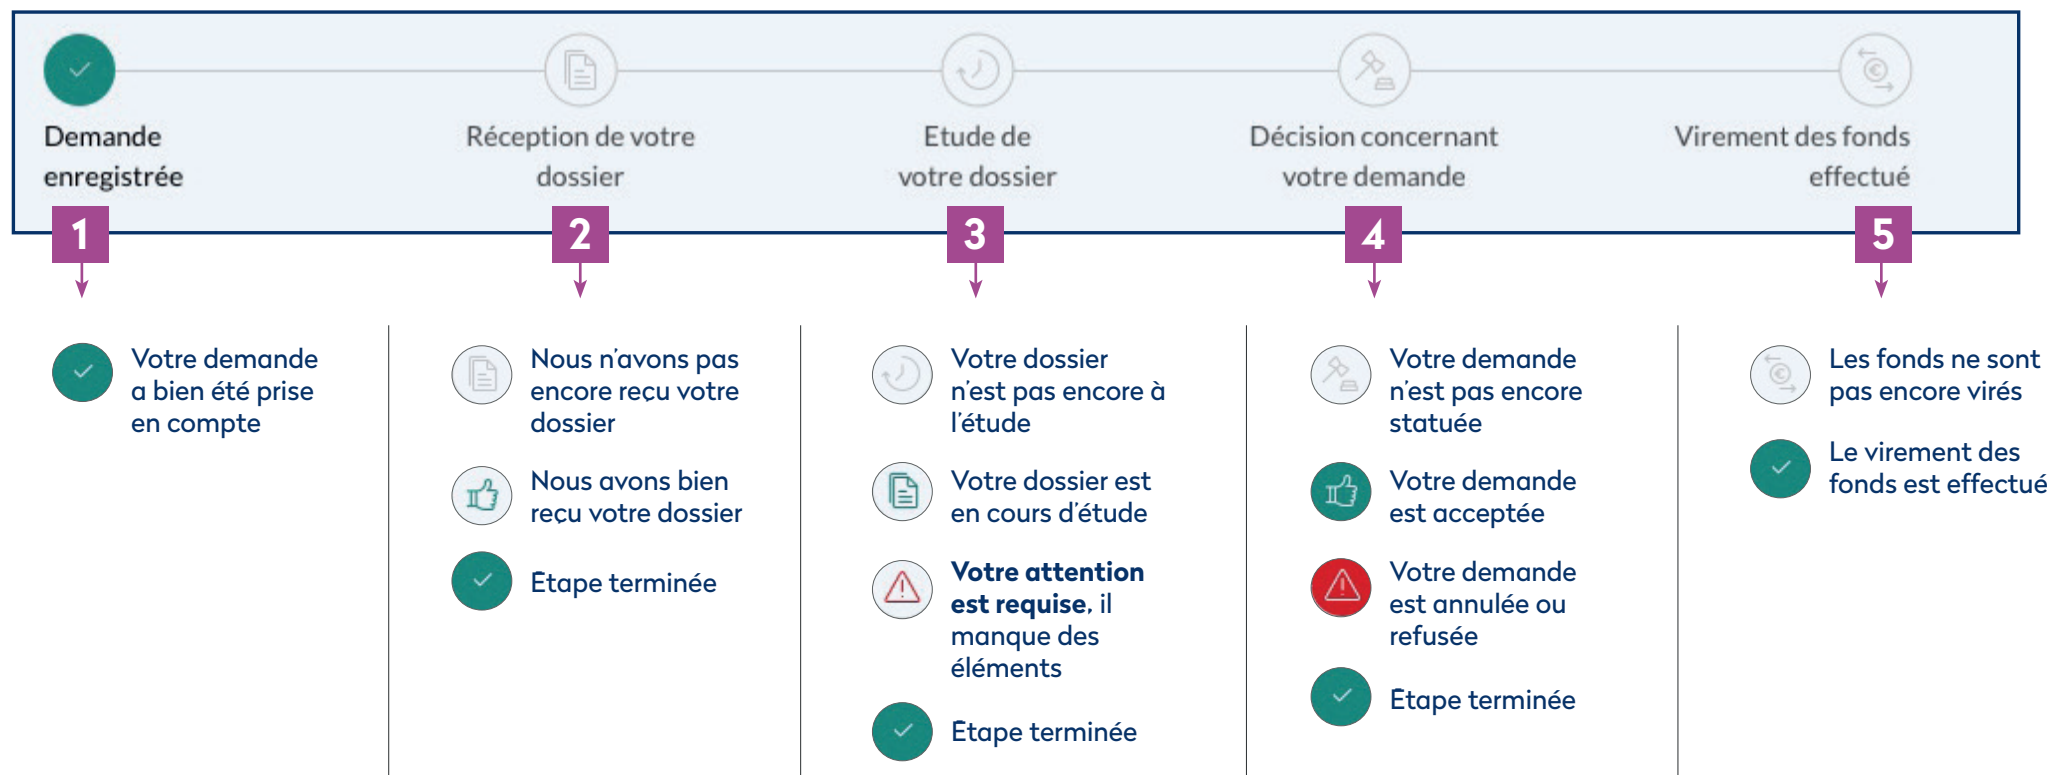 Demande
enregistrée
Réception de votre
dossier
Etude de
votre dossier
Décision concernant
votre demande
Virement des fonds
effectué
1
2
3
4
5
Votre demande
a bien été prise
en compte
Nous n'avons pas
encore reçu votre
dossier
Nous avons bien
reçu votre dossier
Étape terminée
Votre dossier
n'est pas encore à
l'étude
Votre dossier est
en cours d'étude
Votre attention
est requise, il
manque des
éléments
Étape terminée
Votre demande
n'est pas encore
statuée
Votre demande
est acceptée
Votre demande
est annulée ou
refusée
Étape terminée
Les fonds ne sont
pas encore virés
Le virement des
fonds est effectué